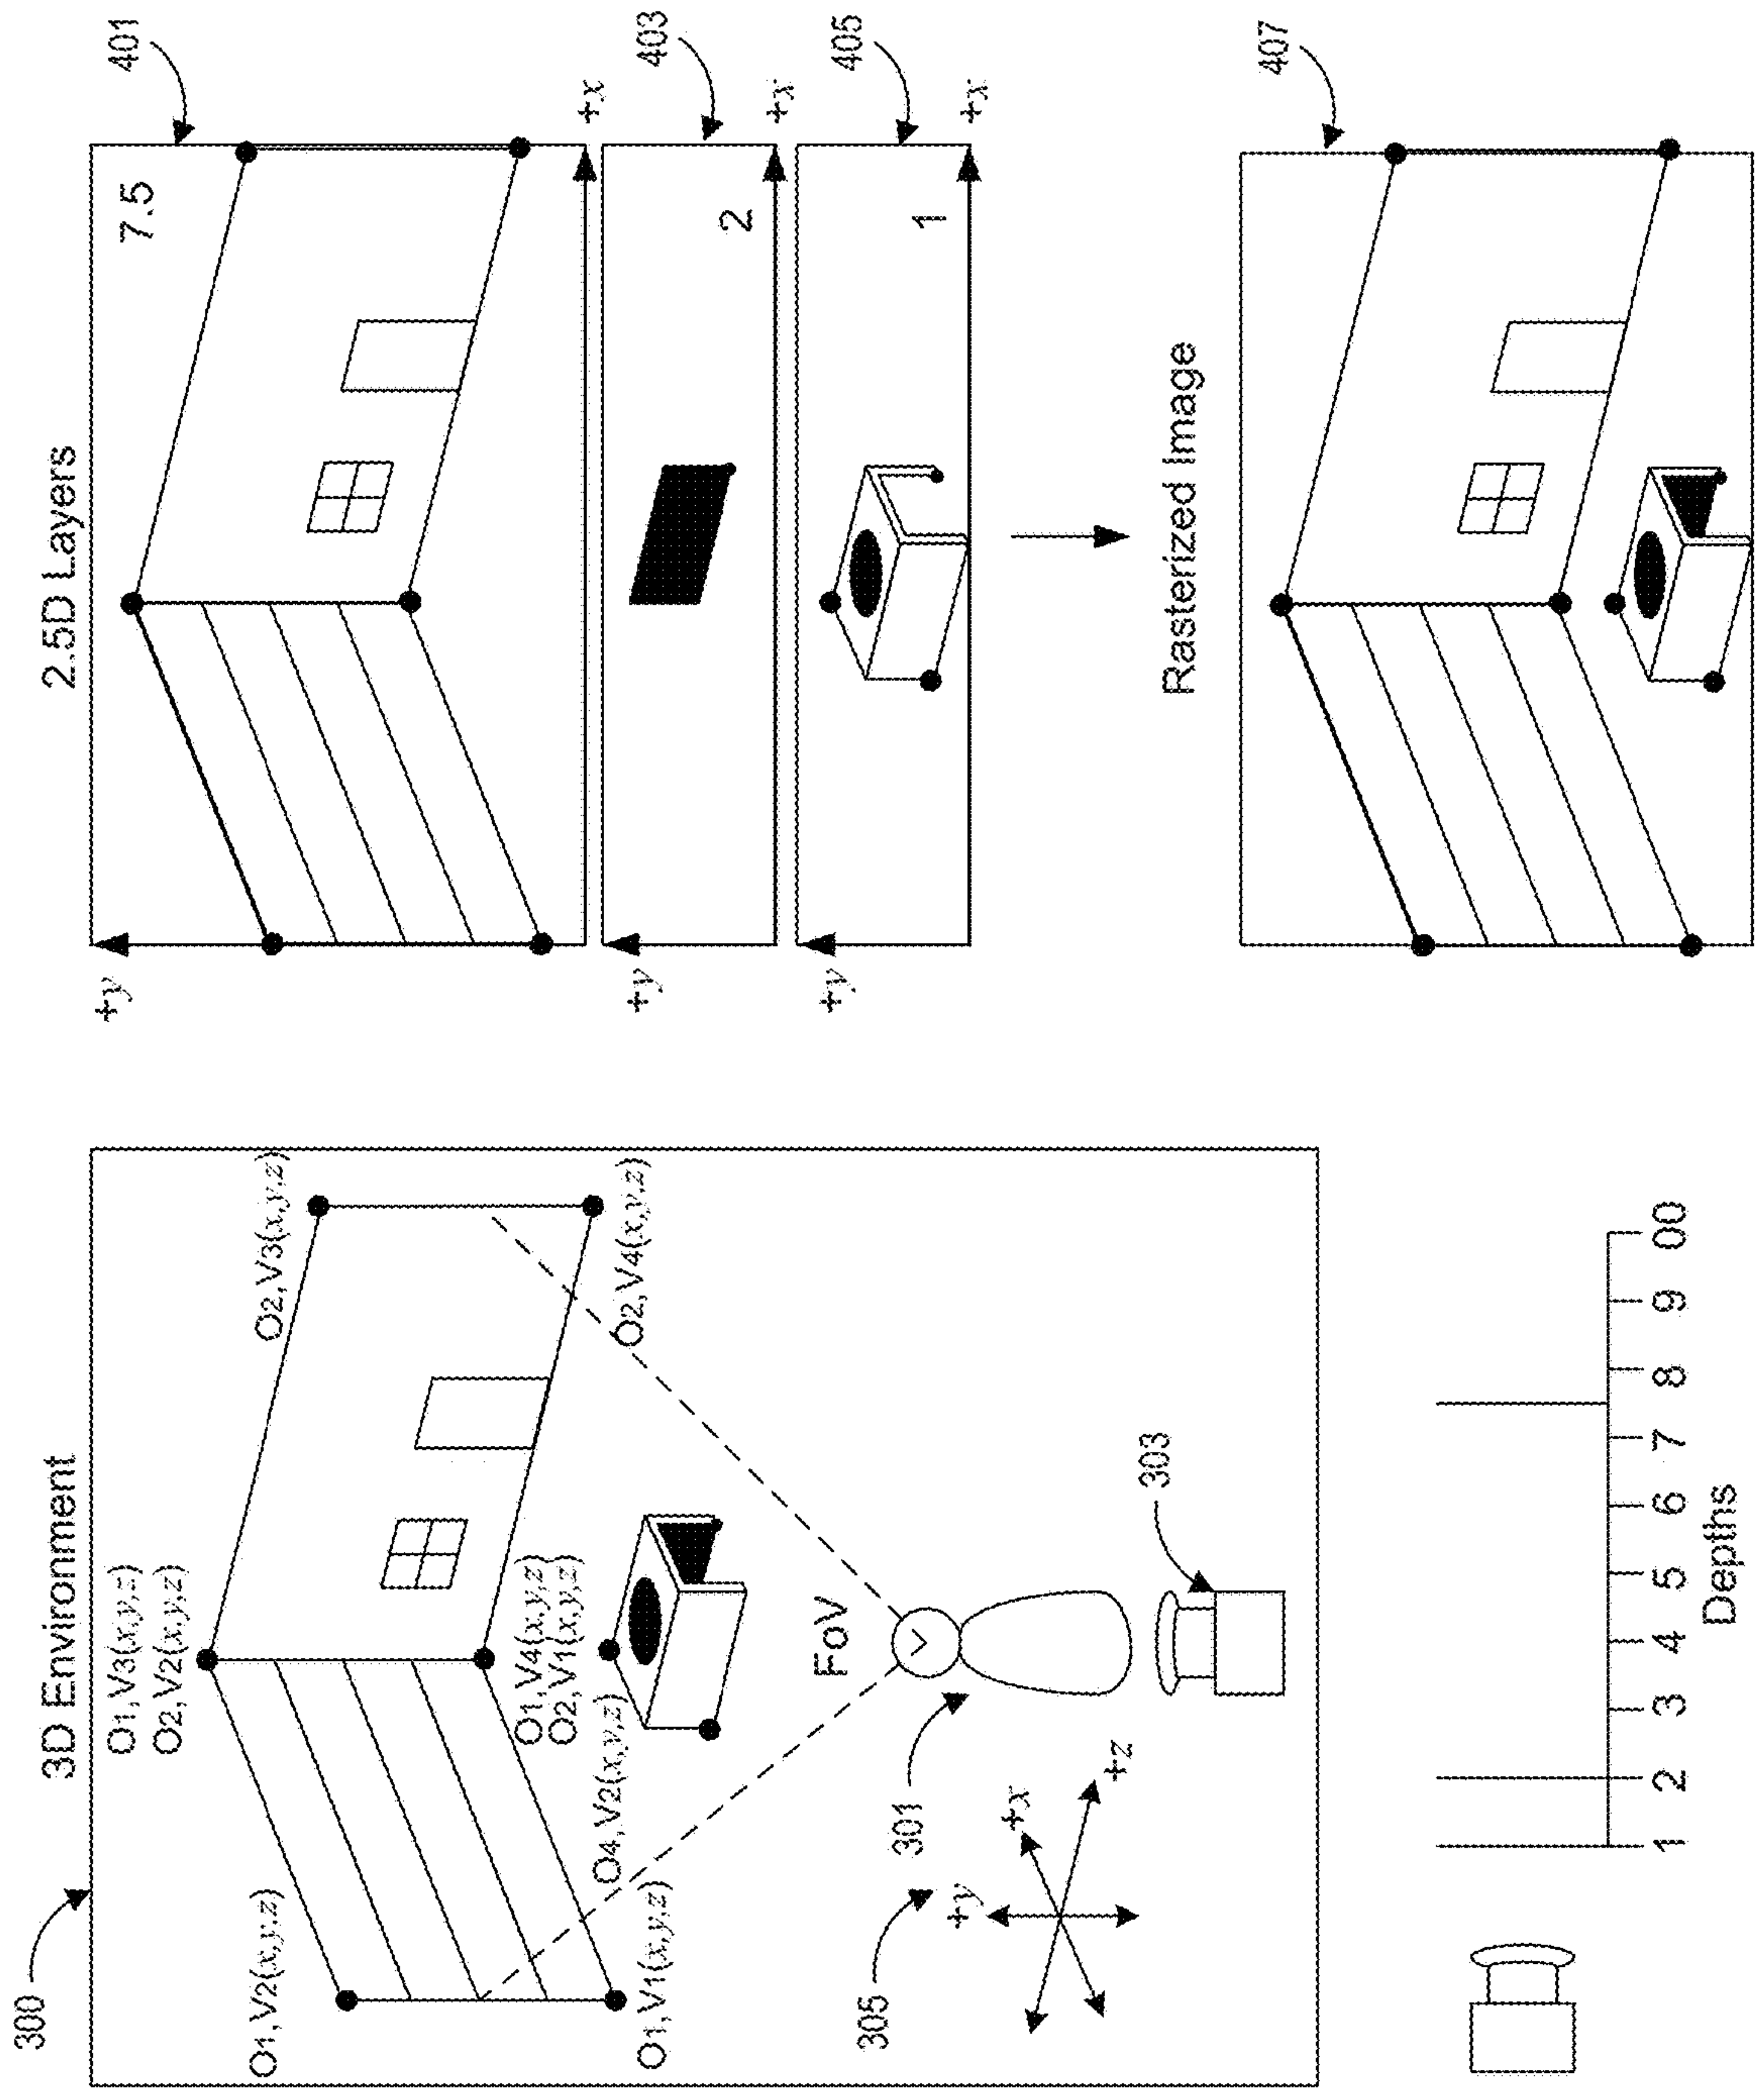 3D Environment
300
O1,V3(x,y,z)
O2,V2(x,y,z)
O1,V2(x,y,z)
O2,V3(x,y,z)
O1,V4(x,y,z)
O2,V1(x,y,z)
O4,V2(x,y,z)
O2,V4(x,y,z)
O1,V1(x,y,z)
FoV
305
301
+y
+x
+z
303
1 2 3 4 5 6 7 8 9 00
Depths
2.5D Layers
401
+y
7.5
+x
403
+y
2
+x
405
+y
1
+x
Rasterized Image
407